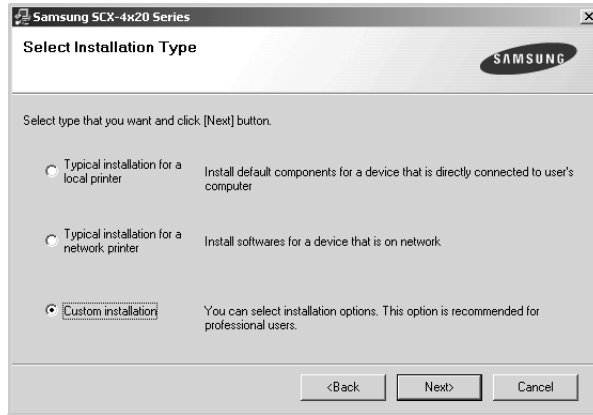 Samsung SCX-4x20 Series
Select Installation Type
SAMSUNG
Select type that you want and click [Next] button.
Typical installation for a
local printer
Install default components for a device that is directly connected to user's
computer
Typical installation for a
network printer
Install softwares for a device that is on network
Custom installation
You can select installation options. This option is recommended for
professional users.
<Back
Next>
Cancel